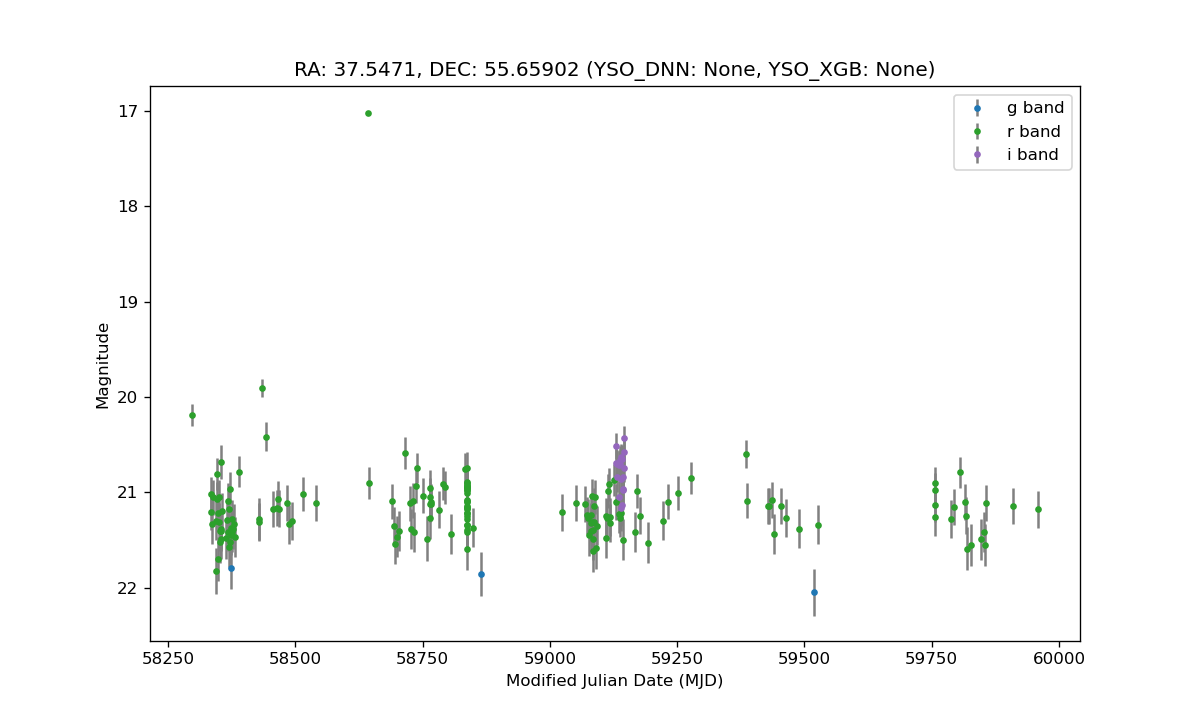 RA: 37.5471, DEC: 55.65902 (YSO_DNN: None, YSO_XGB: None)
g band
r band
i band
17
18
19
20
21
22
Magnitude
58250 58500 58750 59000 59250 59500 59750 60000
Modified Julian Date (MJD)